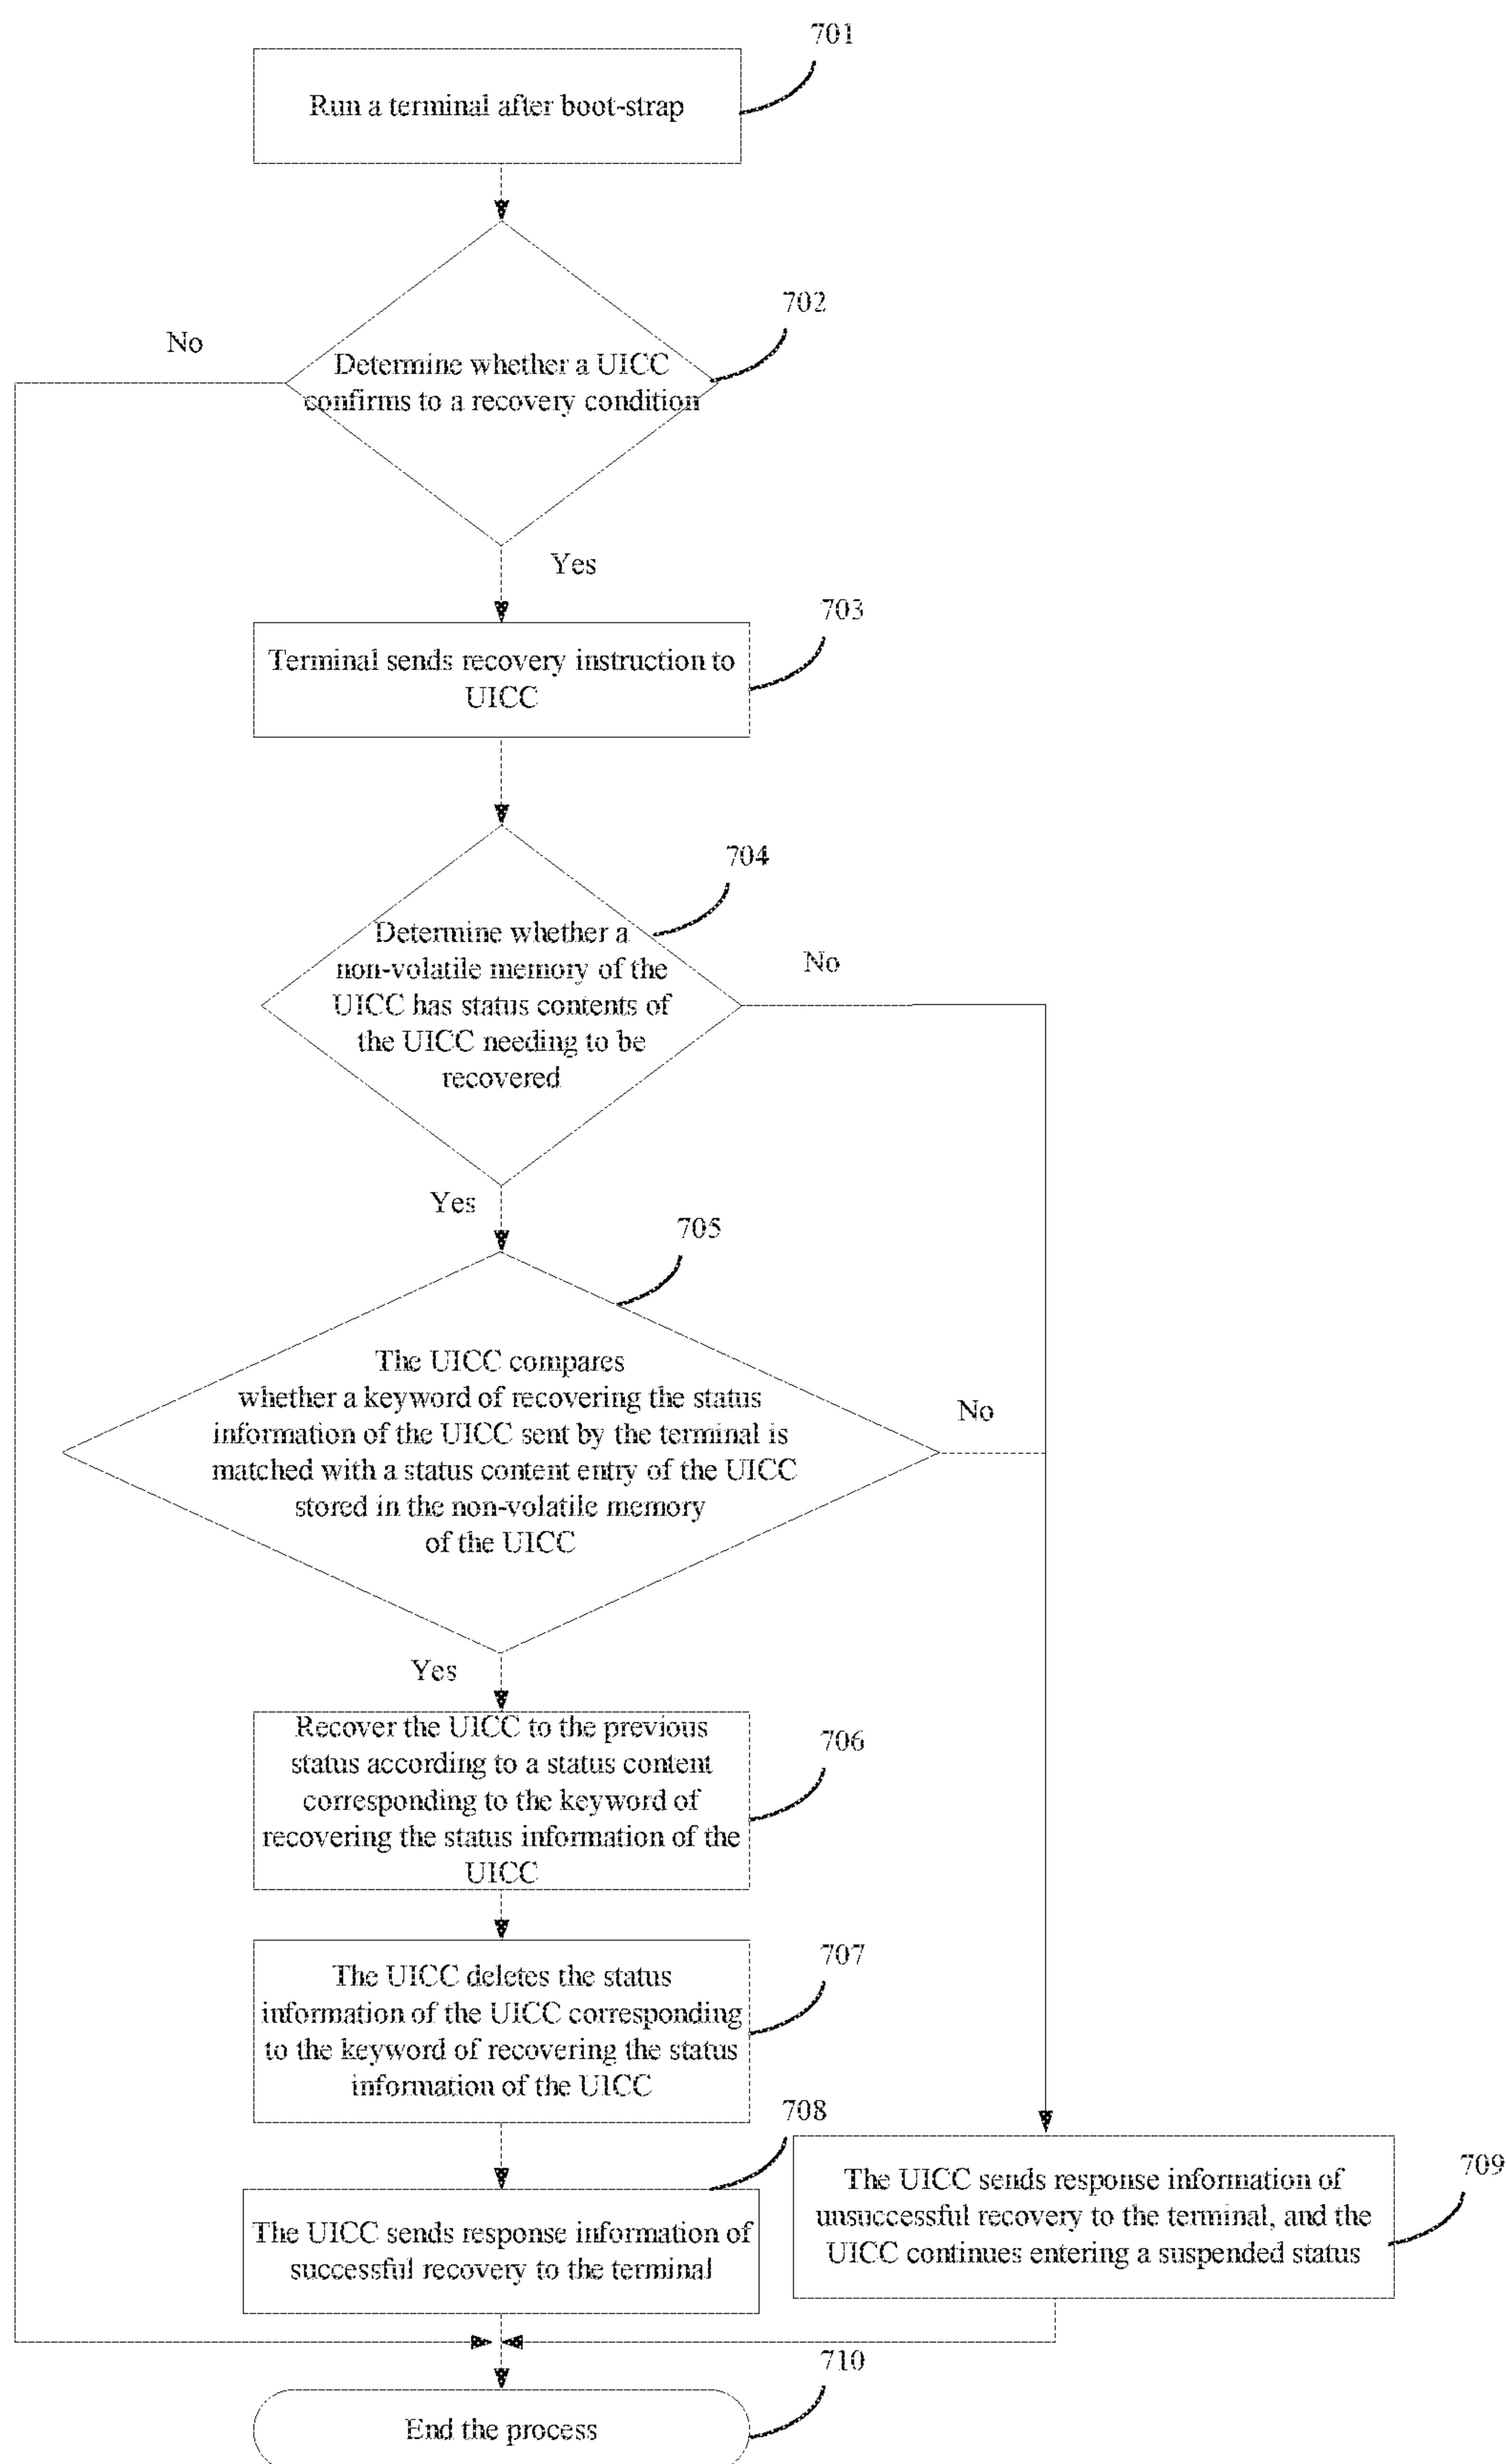 701
Run a terminal after boot-strap
702
No
Determine whether a UICC
confirms to a recovery condition
Yes
703
Terminal sends recovery instruction to
UICC
704
Determine whether a
non-volatile memory of the
UICC has status contents of
the UICC needing to be
recovered
No
Yes
705
The UICC compares
whether a keyword of recovering the status
information of the UICC sent by the terminal is
matched with a status content entry of the UICC
stored in the non-volatile memory
of the UICC
No
Yes
Recover the UICC to the previous
status according to a status content
corresponding to the keyword of
recovering the status information of the
UICC
706
The UICC deletes the status
information of the UICC corresponding
to the keyword of recovering the status
information of the UICC
707
708
The UICC sends response information of
successful recovery to the terminal
709
The UICC sends response information of
unsuccessful recovery to the terminal, and the
UICC continues entering a suspended status
710
End the process